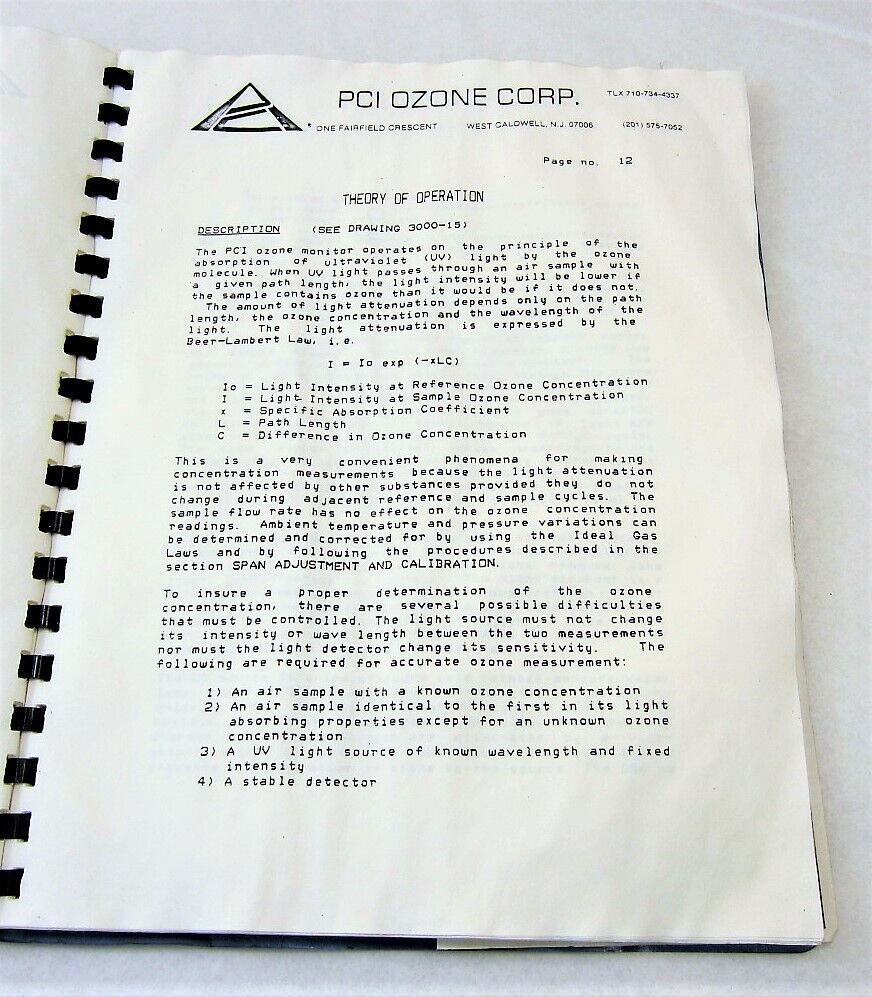 PCI OZONE CORP.
TLX 710-734-4337
* ONE FAIRFIELD CRESCENT WEST CALDWELL, N.J. 07006 (201) 575-7052
Page no. 12
THEORY OF OPERATION
DESCRIPTION (SEE DRAWING 3000-15)
The PCI ozone monitor operates on the principle of the
absorption of ultraviolet (UV) light by the ozone
molecule. When UV light passes through an air sample with
a given path length, the light intensity will be lower if
the sample contains ozone than it would be if it does not.
The amount of light attenuation depends only on the path
length, the ozone concentration and the wavelength of the
light. The light attenuation is expressed by the
Beer-Lambert Law, i.e.
I = Io exp (-xLC)
Io = Light Intensity at Reference Ozone Concentration
I = Light Intensity at Sample Ozone Concentration
x = Specific Absorption Coefficient
L = Path Length
C = Difference in Ozone Concentration
This is a very convenient phenomena for making
concentration measurements because the light attenuation
is not affected by other substances provided they do not
change during adjacent reference and sample cycles. The
sample flow rate has no effect on the ozone concentration
readings. Ambient temperature and pressure variations can
be determined and corrected for by using the Ideal Gas
Laws and by following the procedures described in the
section SPAN ADJUSTMENT AND CALIBRATION.
To insure a proper determination of the ozone
concentration, there are several possible difficulties
that must be controlled. The light source must not change
its intensity or wave length between the two measurements
nor must the light detector change its sensitivity. The
following are required for accurate ozone measurement:
1) An air sample with a known ozone concentration
2) An air sample identical to the first in its light
absorbing properties except for an unknown ozone
concentration
3) A UV light source of known wavelength and fixed
intensity
4) A stable detector